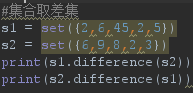 #集合取差集
s1 = set((2,6,45,2,5))
s2 = set((6,9,8,2,3))
print(s1.difference(s2))
print(s2.difference(s1))